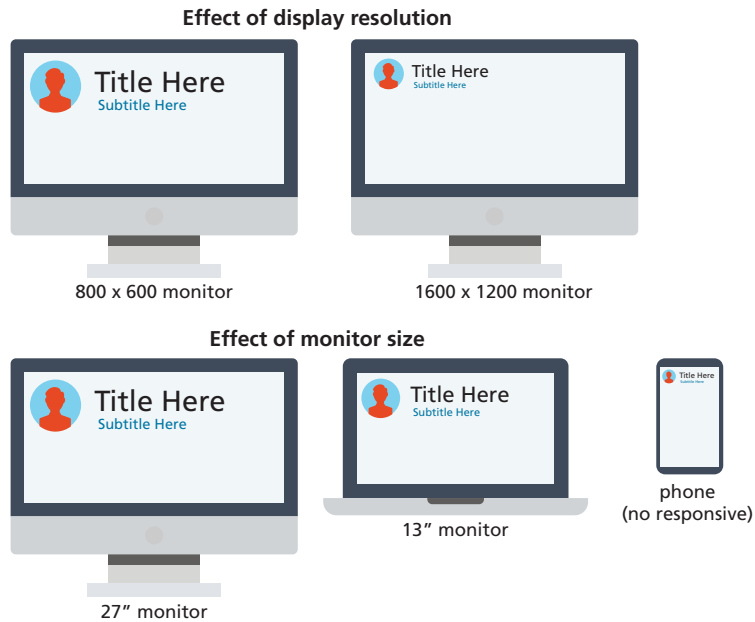 Effect of display resolution
Title Here
Subtitle Here
Title Here
Subtitle Here
800 x 600 monitor
1600 x 1200 monitor
Effect of monitor size
Title Here
Subtitle Here
Title Here
Subtitle Here
Title Here
Subtitle Here
phone
(no responsive)
13” monitor
27” monitor